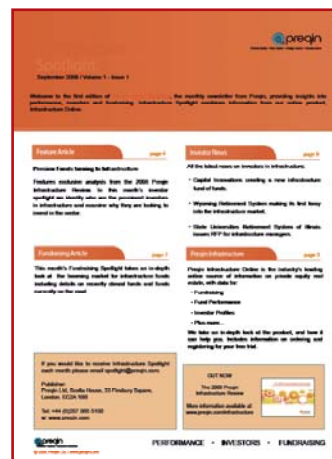 preqin
Spotlight
September 2008 / Volume 1 - Issue 1
Welcome to the first edition of , the monthly newsletter from Preqin, providing insights into
performance, investors and fundraising. Infrastructure Spotlight combines information from our online product,
Infrastructure Online.
Feature Article page
Pension Funds turning to Infrastructure
Features exclusive analysis from the 2008 Preqin
Infrastructure Review. In this month's investor
spotlight we identify who are the prominent investors
in infrastructure and examine why they are looking to
invest in the sector.
Fundraising Article page
This month's Fundraising Spotlight takes an in-depth
look at the booming market for infrastructure funds
including details on recently closed funds and funds
currently on the road.
If you would like to receive Infrastructure Spotlight
each month please email spotlight@preqin.com.
Publisher:
Preqin Ltd, Scotia House, 33 Finsbury Square,
London. EC2A 1BB
Tel: +44 (0)207 065 5100
w: www.preqin.com
Investor News page
All the latest news on investors in infrastructure:
• Capital Innovations creating a new infrastructure
fund of funds.
• Wyoming Retirement System making its first foray
into the infrastructure market.
• State Universities Retirement System of Illinois
issues RFP for infrastructure managers.
Preqin Infrastructure page
Preqin Infrastructure Online is the industry's leading
online source of information on private equity real
estate, with data for:
- Fundraising
- Fund Performance
- Investor Profiles
- Plus more...
We take an in-depth look at the product, and how it
can help you. Includes information on ordering and
registering for your free trial.
OUT NOW
The 2008 Preqin
Infrastructure Review
More information available at:
www.preqin.com/infrastructure
preqin
PERFORMANCE • INVESTORS • FUNDRAISING